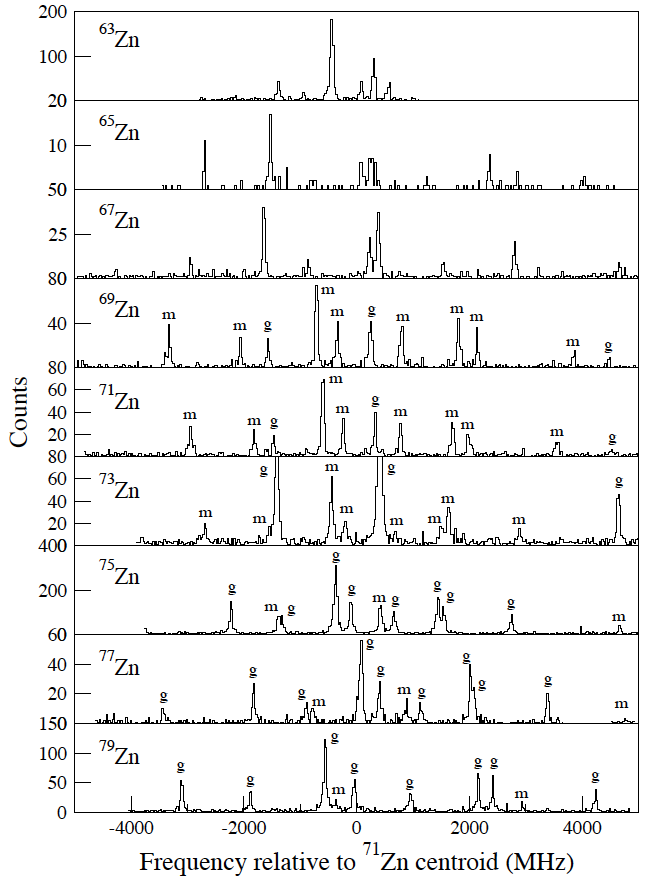 200
63Zn
100
20
65Zn
10
50
67Zn
25
80
69Zn
m
m m m g m m m m m g
40
80
71Zn
m
60
m m g m g m m m m g
40
20
80
73Zn
g m g g
60
40
m m m m m m m
20
400
75Zn
g
g m g g m g g g g m
200
60
77Zn
g
g g g m g m g g g g m
40
20
150
79Zn
g
g g m g g g g m g
100
50
0
-4000 -2000 0 2000 4000
Counts
Frequency relative to 71Zn centroid (MHz)